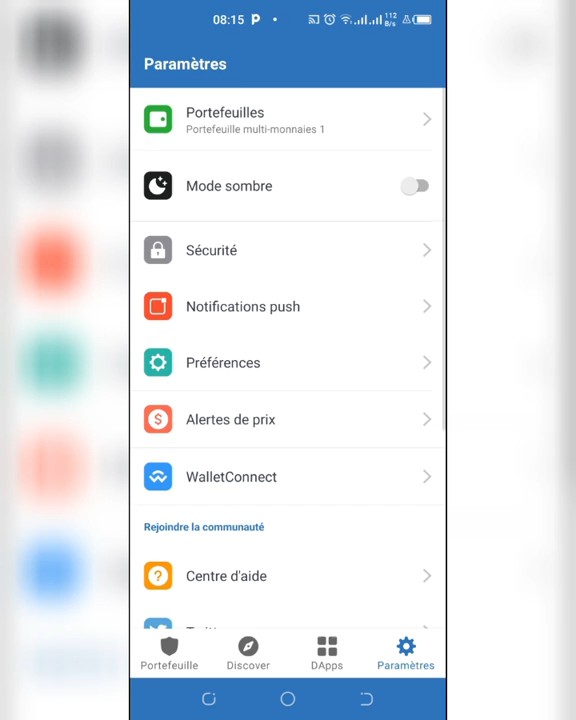 08:15 P
112
B/s
Paramètres
Portefeuilles
Portefeuille multi-monnaies 1
Mode sombre
Sécurité
Notifications push
Préférences
Alertes de prix
WalletConnect
Rejoindre la communauté
Centre d'aide
Portefeuille
Discover
DApps
Paramètres